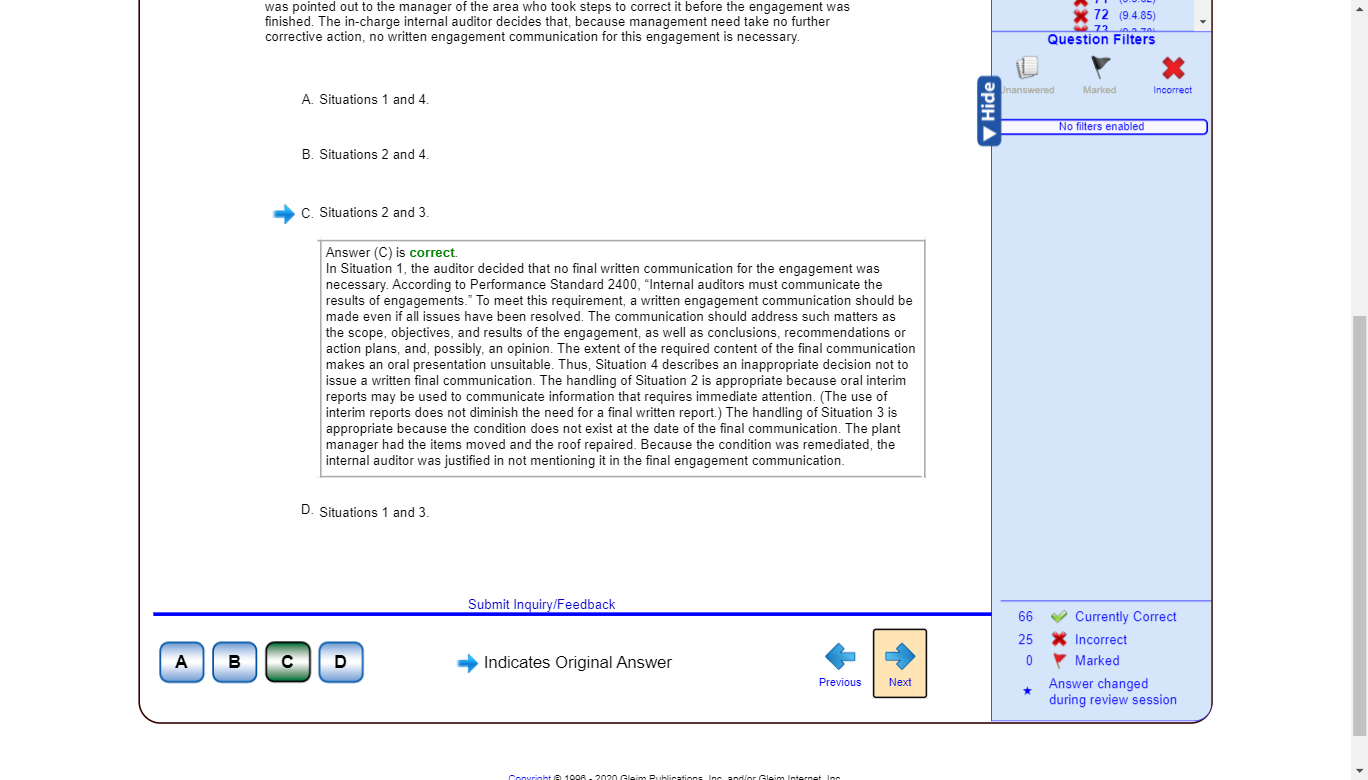 was pointed out to the manager of the area who took steps to correct it before the engagement was
finished. The in-charge internal auditor decides that, because management need take no further
corrective action, no written engagement communication for this engagement is necessary.
A. Situations 1 and 4.
B. Situations 2 and 4.
C. Situations 2 and 3.
Answer (C) is correct.
In Situation 1, the auditor decided that no final written communication for the engagement was
necessary. According to Performance Standard 2400, “Internal auditors must communicate the
results of engagements.” To meet this requirement, a written engagement communication should be
made even if all issues have been resolved. The communication should address such matters as
the scope, objectives, and results of the engagement, as well as conclusions, recommendations or
action plans, and, possibly, an opinion. The extent of the required content of the final communication
makes an oral presentation unsuitable. Thus, Situation 4 describes an inappropriate decision not to
issue a written final communication. The handling of Situation 2 is appropriate because oral interim
reports may be used to communicate information that requires immediate attention. (The use of
interim reports does not diminish the need for a final written report.) The handling of Situation 3 is
appropriate because the condition does not exist at the date of the final communication. The plant
manager had the items moved and the roof repaired. Because the condition was remediated, the
internal auditor was justified in not mentioning it in the final engagement communication.
D. Situations 1 and 3.
Submit Inquiry/Feedback
A B C D
Indicates Original Answer
Previous
Next
72 (9.4.85)
73
Question Filters
Unanswered Marked Incorrect
Hide
No filters enabled
66 Currently Correct
25 Incorrect
0 Marked
Answer changed
during review session
Copyright © 1996 - 2020 Gleim Publications, Inc. and/or Gleim Internet, Inc.